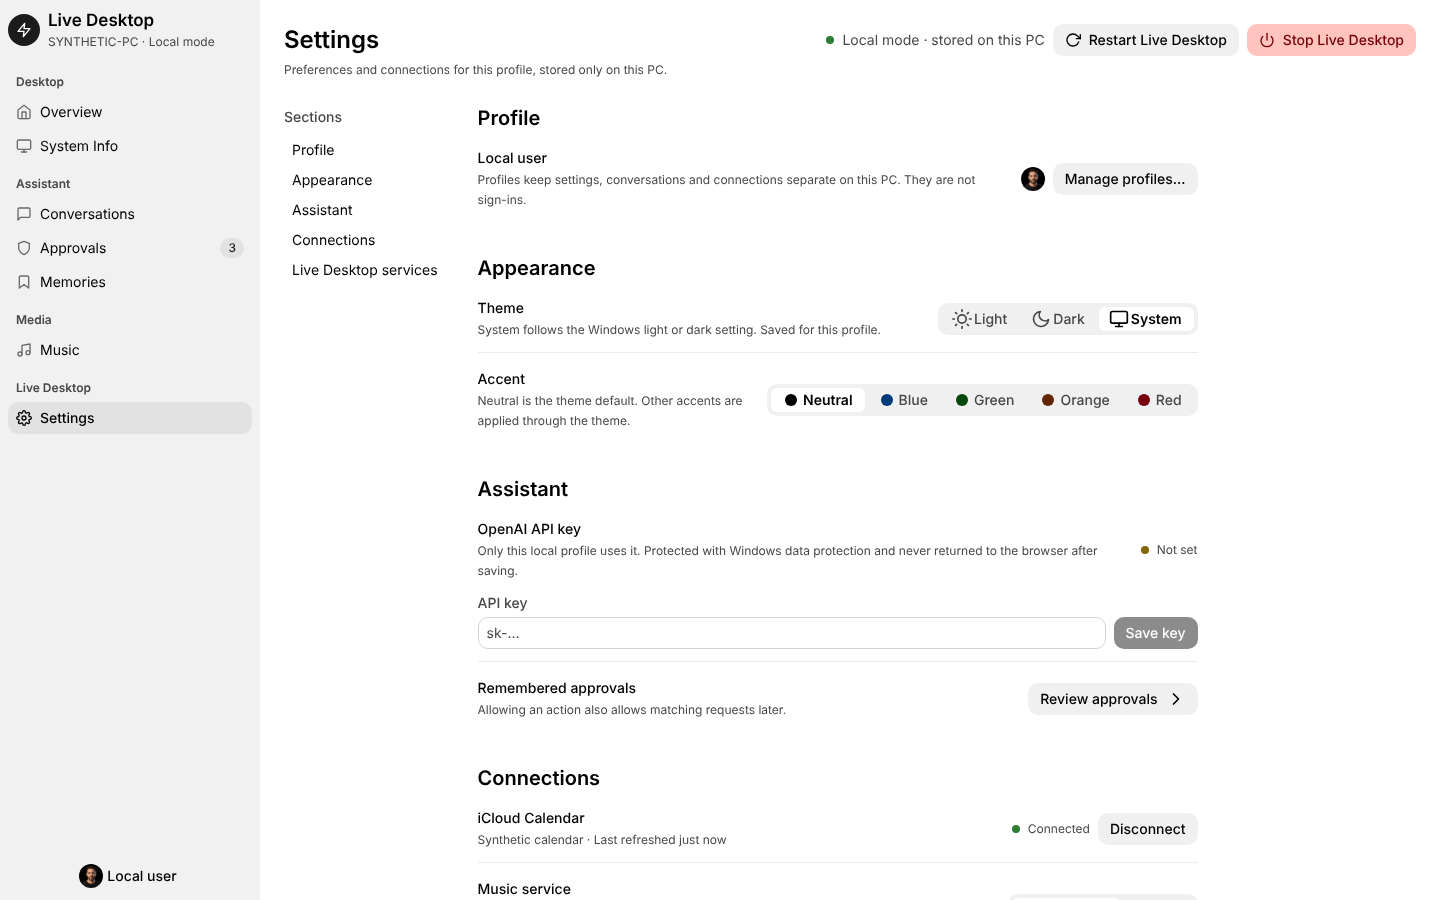 Live Desktop
SYNTHETIC-PC · Local mode
Desktop
Overview
System Info
Assistant
Conversations
Approvals
3
Memories
Media
Music
Live Desktop
Settings
Local user
Settings
Preferences and connections for this profile, stored only on this PC.
Local mode · stored on this PC
Restart Live Desktop
Stop Live Desktop
Sections
Profile
Appearance
Assistant
Connections
Live Desktop services
Profile
Local user
Profiles keep settings, conversations and connections separate on this PC. They are not
sign-ins.
Manage profiles...
Appearance
Theme
System follows the Windows light or dark setting. Saved for this profile.
Light
Dark
System
Accent
Neutral is the theme default. Other accents are
applied through the theme.
Neutral
Blue
Green
Orange
Red
Assistant
OpenAI API key
Only this local profile uses it. Protected with Windows data protection and never returned to the browser after
saving.
Not set
API key
sk-...
Save key
Remembered approvals
Allowing an action also allows matching requests later.
Review approvals
Connections
iCloud Calendar
Synthetic calendar · Last refreshed just now
Connected
Disconnect
Music service